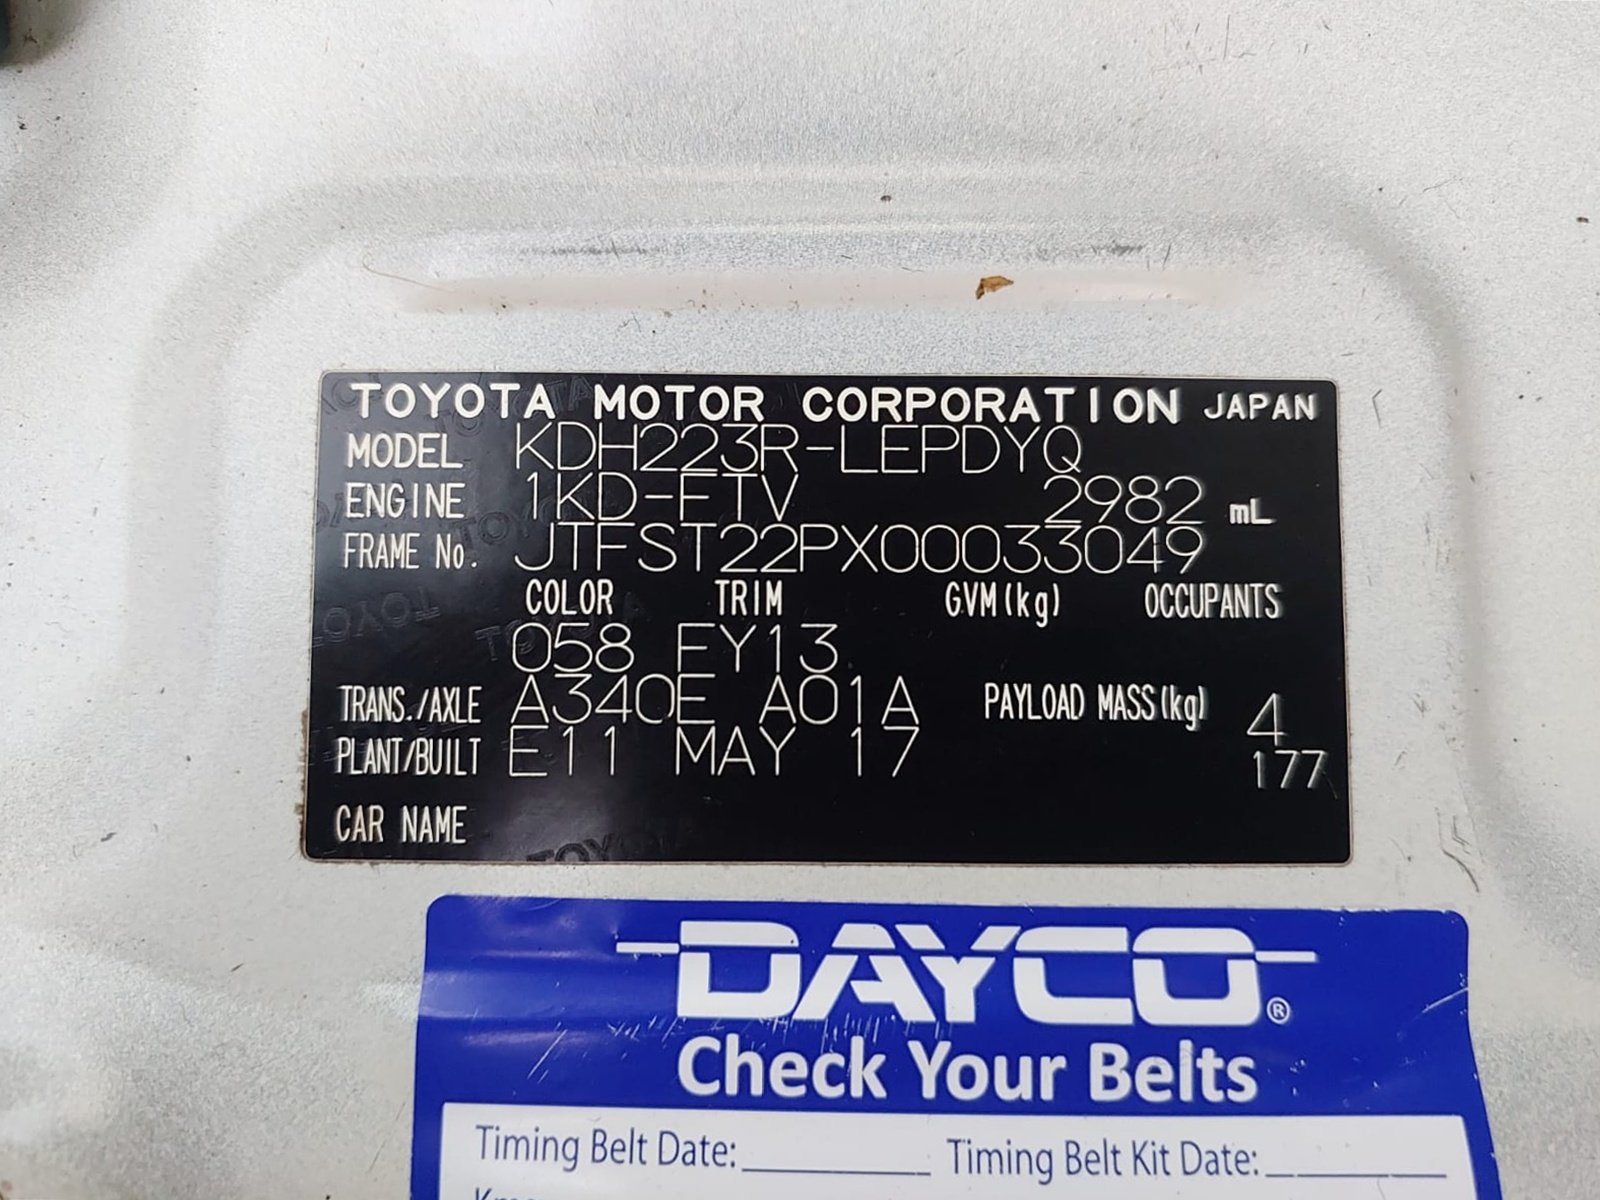 TOYOTA MOTOR CORPORATION JAPAN
MODEL KDH223R-LEPDYQ
ENGINE 1KD-FTV 2982 mL
FRAME No. JTFST22PX00033049
COLOR TRIM GVM(kg) OCCUPANTS
058 FY13
TRANS./AXLE A340E A01A PAYLOAD MASS(kg) 4
PLANT/BUILT E11 MAY 17 177
CAR NAME
DAYCO®
Check Your Belts
Timing Belt Date: Timing Belt Kit Date: